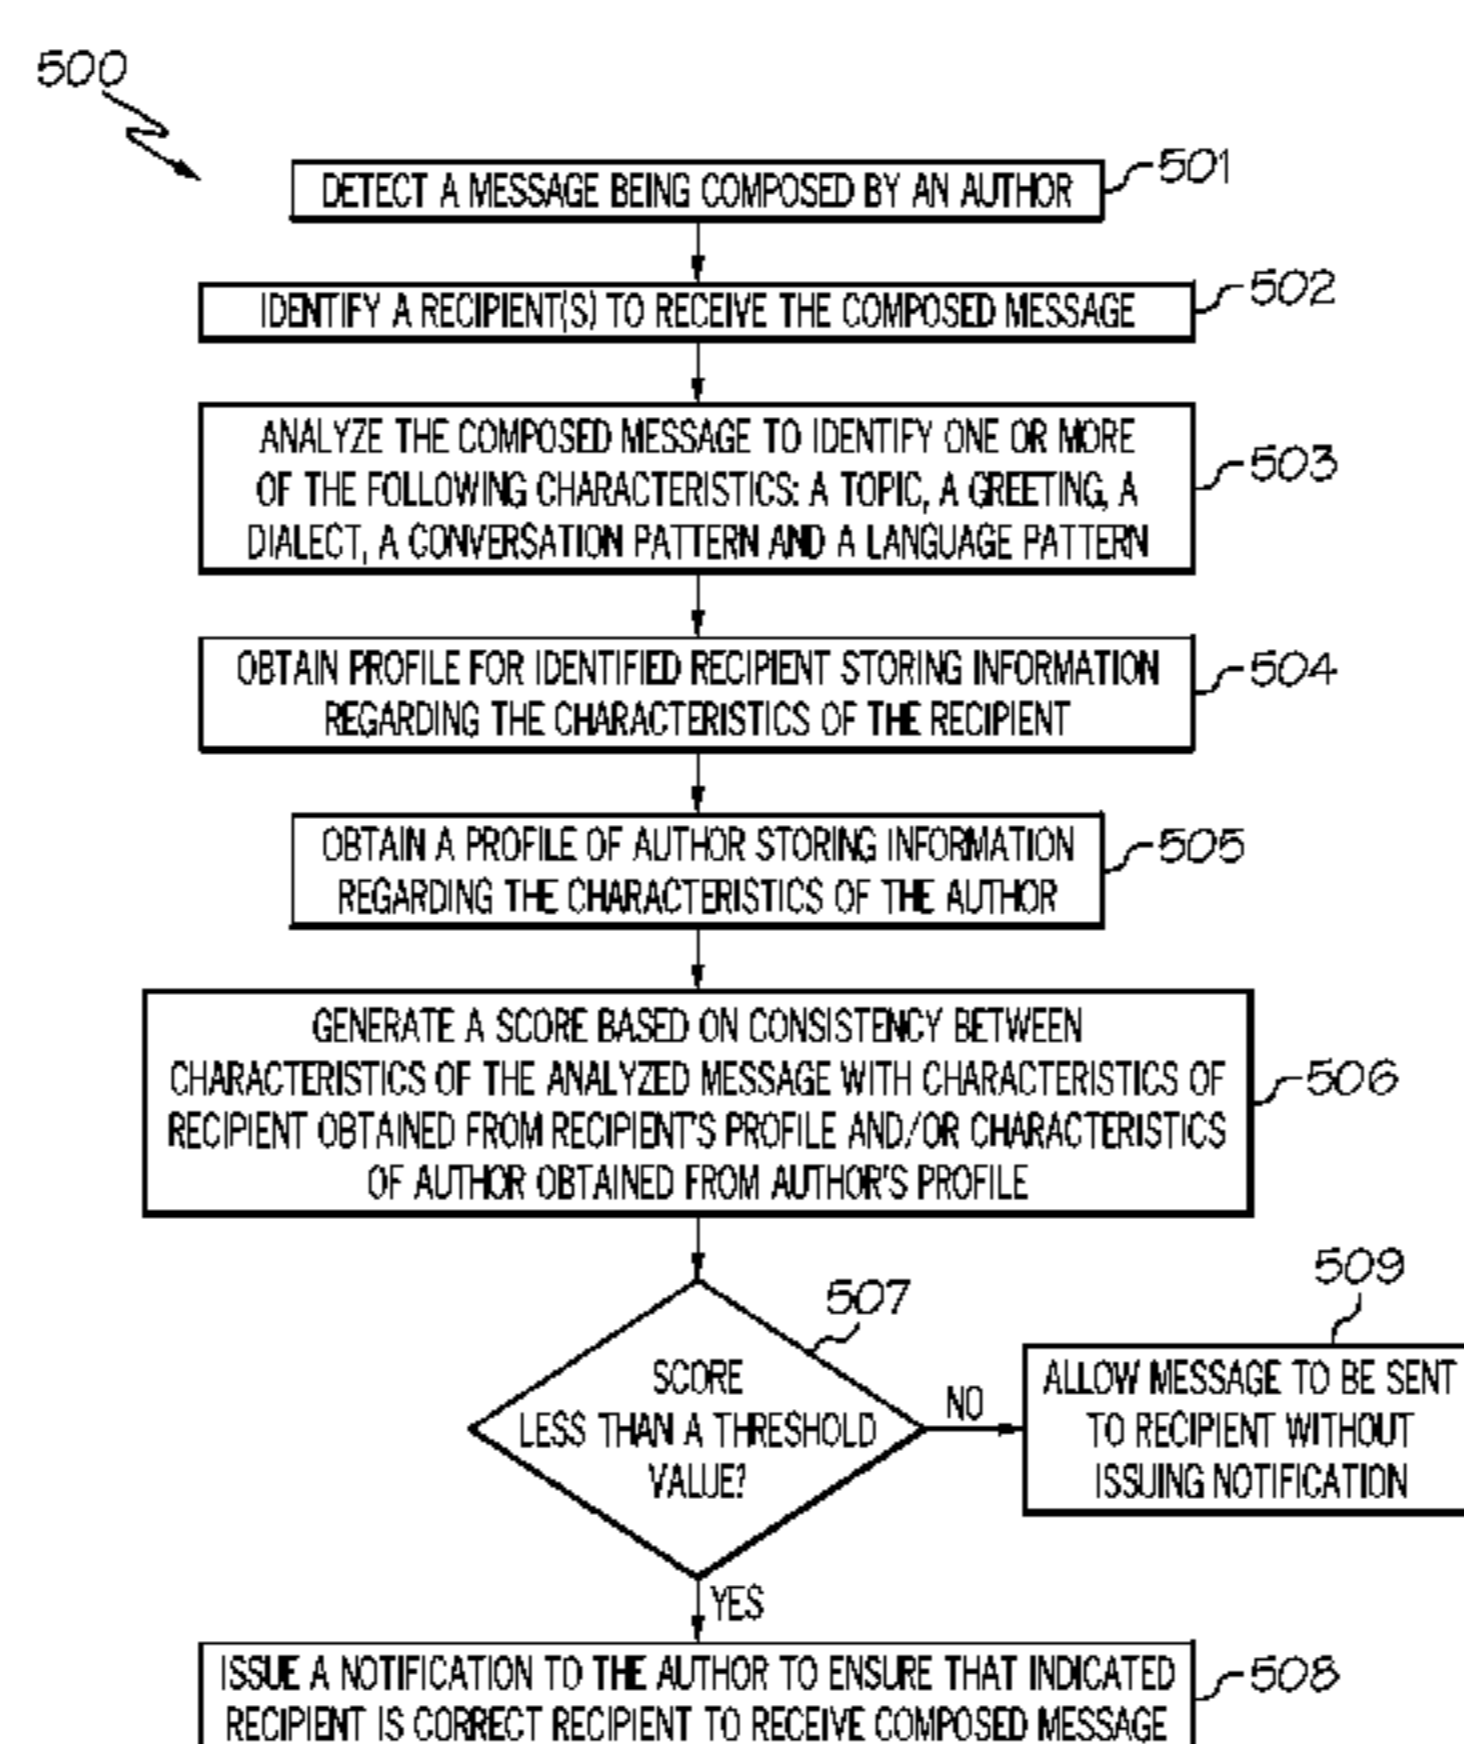 500
DETECT A MESSAGE BEING COMPOSED BY AN AUTHOR
501
IDENTIFY A RECIPIENT(S) TO RECEIVE THE COMPOSED MESSAGE
502
ANALYZE THE COMPOSED MESSAGE TO IDENTIFY ONE OR MORE
OF THE FOLLOWING CHARACTERISTICS: A TOPIC, A GREETING, A
DIALECT, A CONVERSATION PATTERN AND A LANGUAGE PATTERN
503
OBTAIN PROFILE FOR IDENTIFIED RECIPIENT STORING INFORMATION
REGARDING THE CHARACTERISTICS OF THE RECIPIENT
504
OBTAIN A PROFILE OF AUTHOR STORING INFORMATION
REGARDING THE CHARACTERISTICS OF THE AUTHOR
505
GENERATE A SCORE BASED ON CONSISTENCY BETWEEN
CHARACTERISTICS OF THE ANALYZED MESSAGE WITH CHARACTERISTICS OF
RECIPIENT OBTAINED FROM RECIPIENT'S PROFILE AND/OR CHARACTERISTICS
OF AUTHOR OBTAINED FROM AUTHOR'S PROFILE
506
SCORE
LESS THAN A THRESHOLD
VALUE?
507
NO
509
ALLOW MESSAGE TO BE SENT
TO RECIPIENT WITHOUT
ISSUING NOTIFICATION
YES
ISSUE A NOTIFICATION TO THE AUTHOR TO ENSURE THAT INDICATED
RECIPIENT IS CORRECT RECIPIENT TO RECEIVE COMPOSED MESSAGE
508